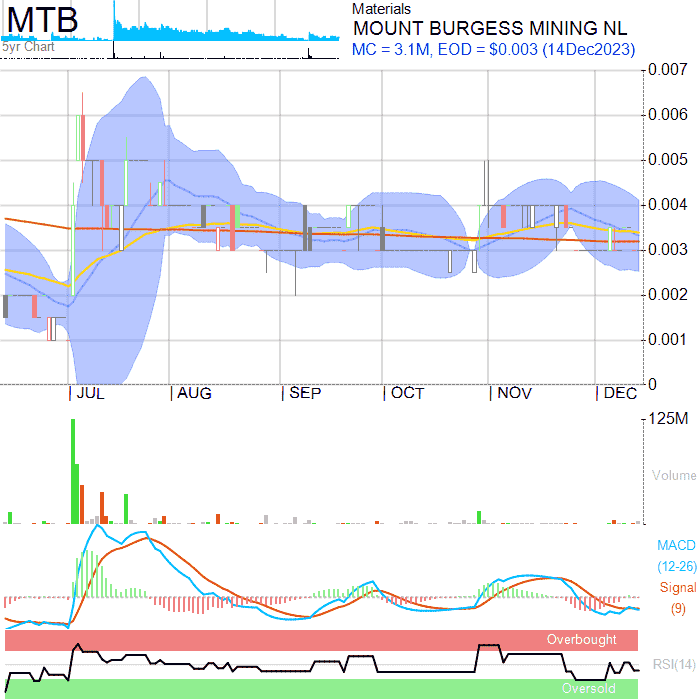 MTB
5yr Chart
Materials
MOUNT BURGESS MINING NL
MC = 3.1M, EOD = $0.003 (14Dec2023)
0.007
0.006
0.005
0.004
0.003
0.002
0.001
0
JUL AUG SEP OCT NOV DEC
125M
Volume
MACD
(12-26)
Signal
(9)
Overbought
RSI(14)
Oversold